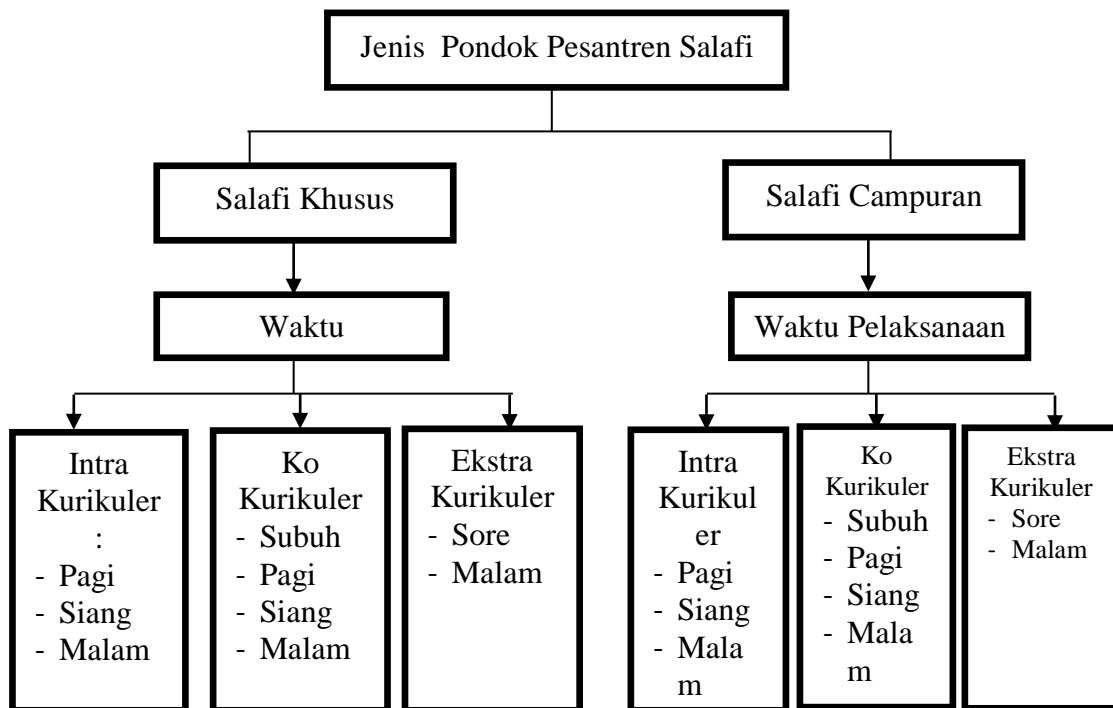 Jenis Pondok Pesantren Salafi
Salafi Khusus
Salafi Campuran
Waktu
Waktu Pelaksanaan
Intra
Kurikuler
:
- Pagi
- Siang
- Malam
Ko
Kurikuler
- Subuh
- Pagi
- Siang
- Malam
Ekstra
Kurikuler
- Sore
- Malam
Intra
Kurikul
er
- Pagi
- Siang
- Mala
m
Ko
Kurikuler
- Subuh
- Pagi
- Siang
- Mala
m
Ekstra
Kurikuler
- Sore
- Malam